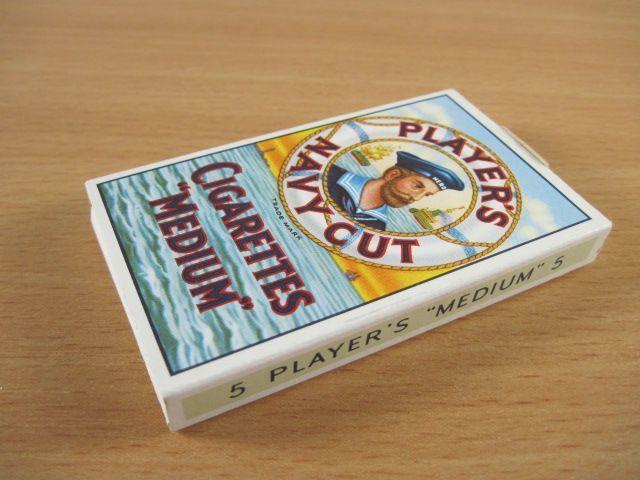 PLAYER'S
NAVY CUT
HERO
TRADE MARK
CIGARETTES
"MEDIUM"
5 PLAYER'S "MEDIUM" 5